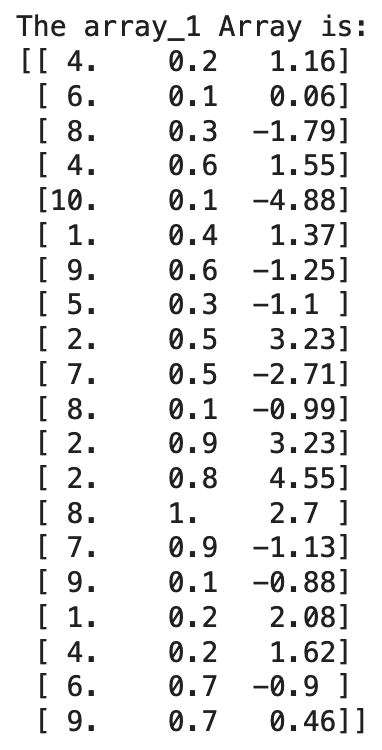 The array_1 Array is:
[[ 4.    0.2   1.16]
 [ 6.    0.1   0.06]
 [ 8.    0.3  -1.79]
 [ 4.    0.6   1.55]
 [10.    0.1  -4.88]
 [ 1.    0.4   1.37]
 [ 9.    0.6  -1.25]
 [ 5.    0.3  -1.1 ]
 [ 2.    0.5   3.23]
 [ 7.    0.5  -2.71]
 [ 8.    0.1  -0.99]
 [ 2.    0.9   3.23]
 [ 2.    0.8   4.55]
 [ 8.    1.    2.7 ]
 [ 7.    0.9  -1.13]
 [ 9.    0.1  -0.88]
 [ 1.    0.2   2.08]
 [ 4.    0.2   1.62]
 [ 6.    0.7  -0.9 ]
 [ 9.    0.7   0.46]]